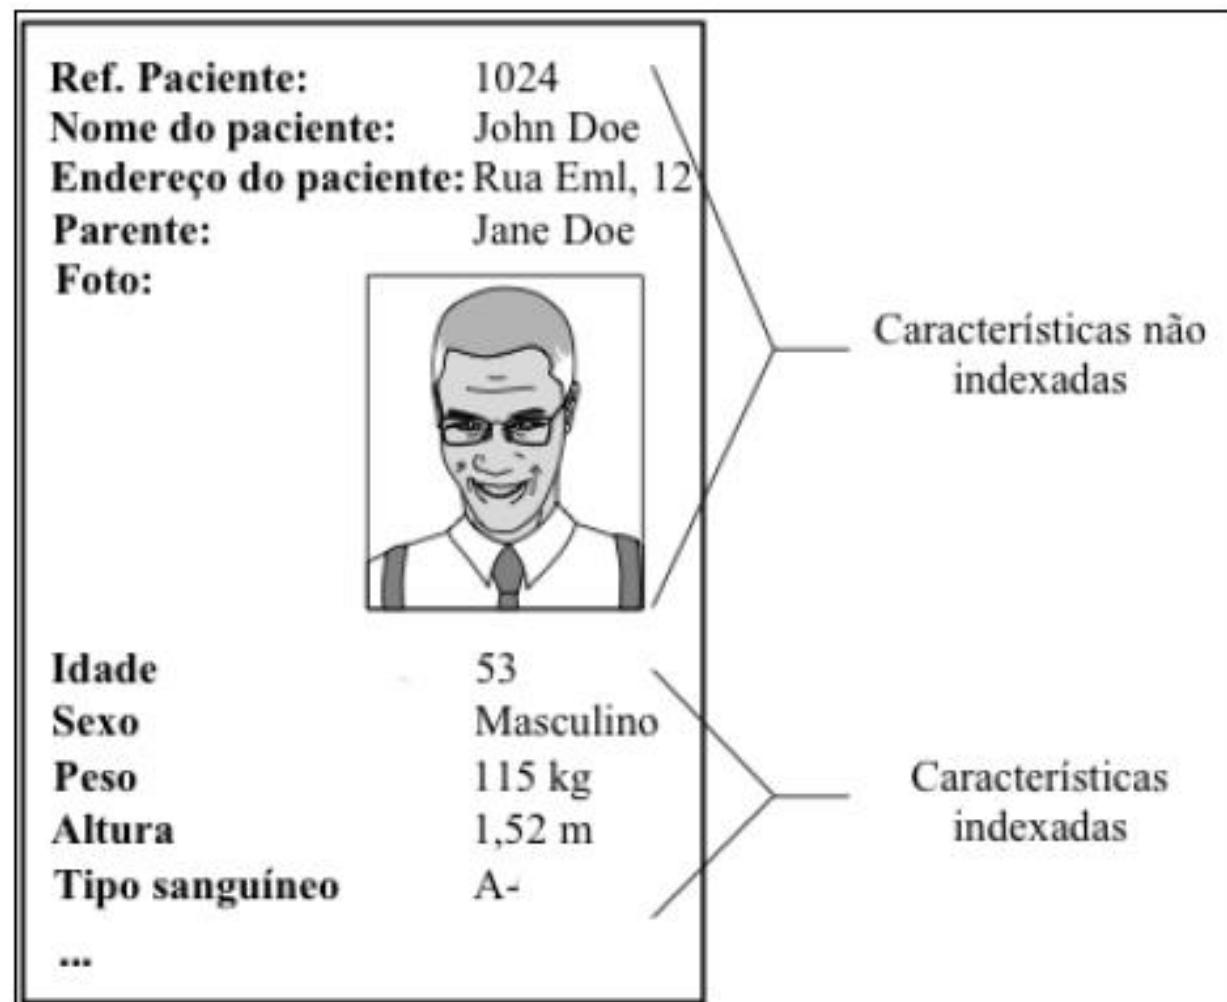 Ref. Paciente: 1024
Nome do paciente: John Doe
Endereço do paciente: Rua Eml, 12
Parente: Jane Doe
Foto:
Características não
indexadas
Idade 53
Sexo Masculino
Peso 115 kg
Altura 1,52 m
Tipo sanguíneo A-
...
Características
indexadas